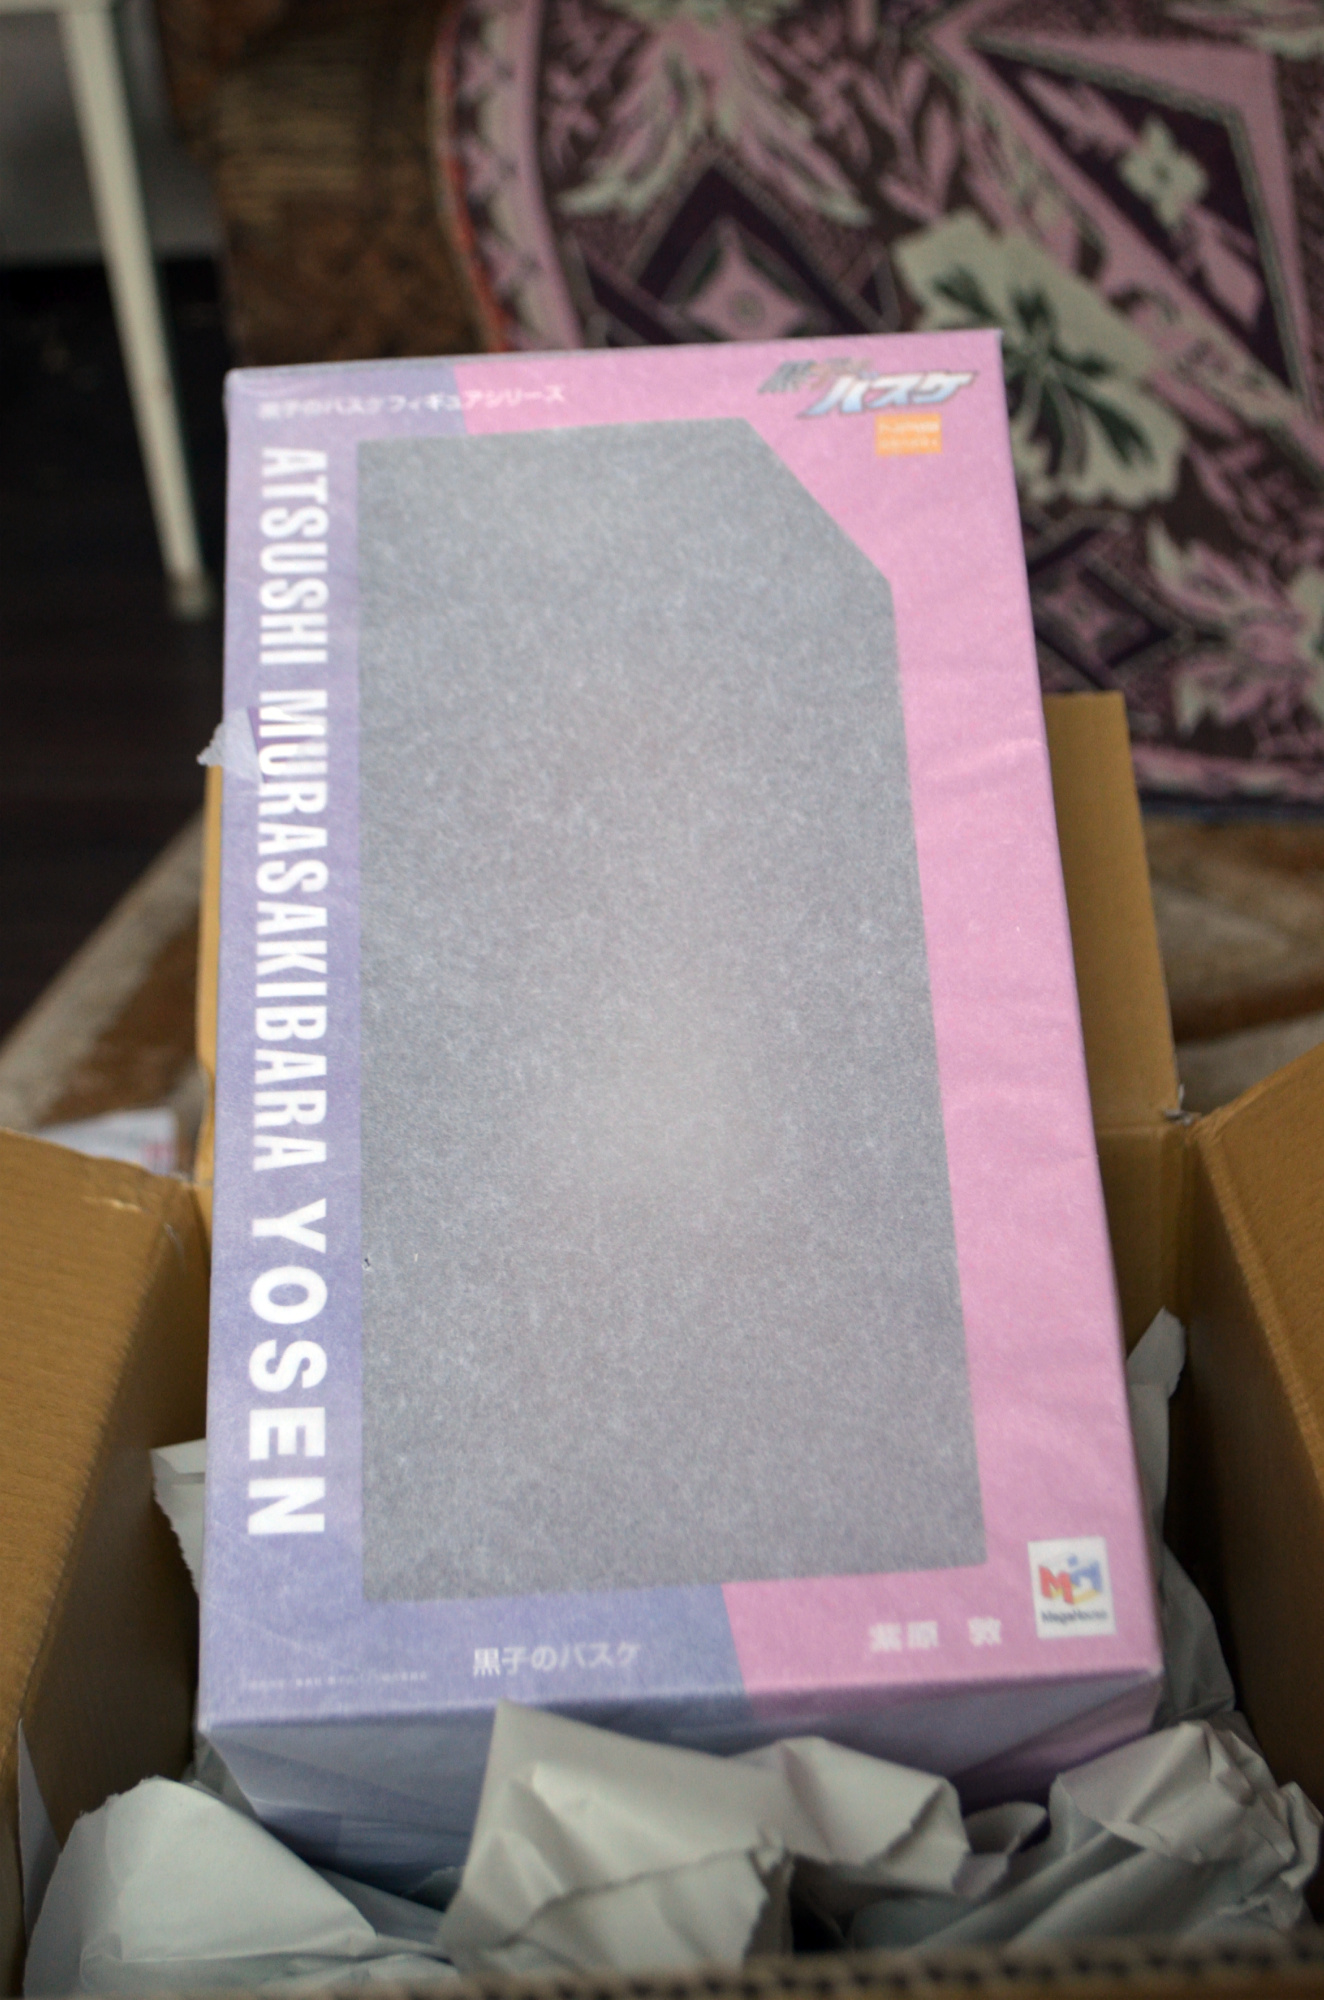 黒子のバスケフィギュアシリーズ
黒子のバスケ
ATSUSHI MURASAKIBARA YOSEN
黒子のバスケ
紫原 敦
MegaHouse